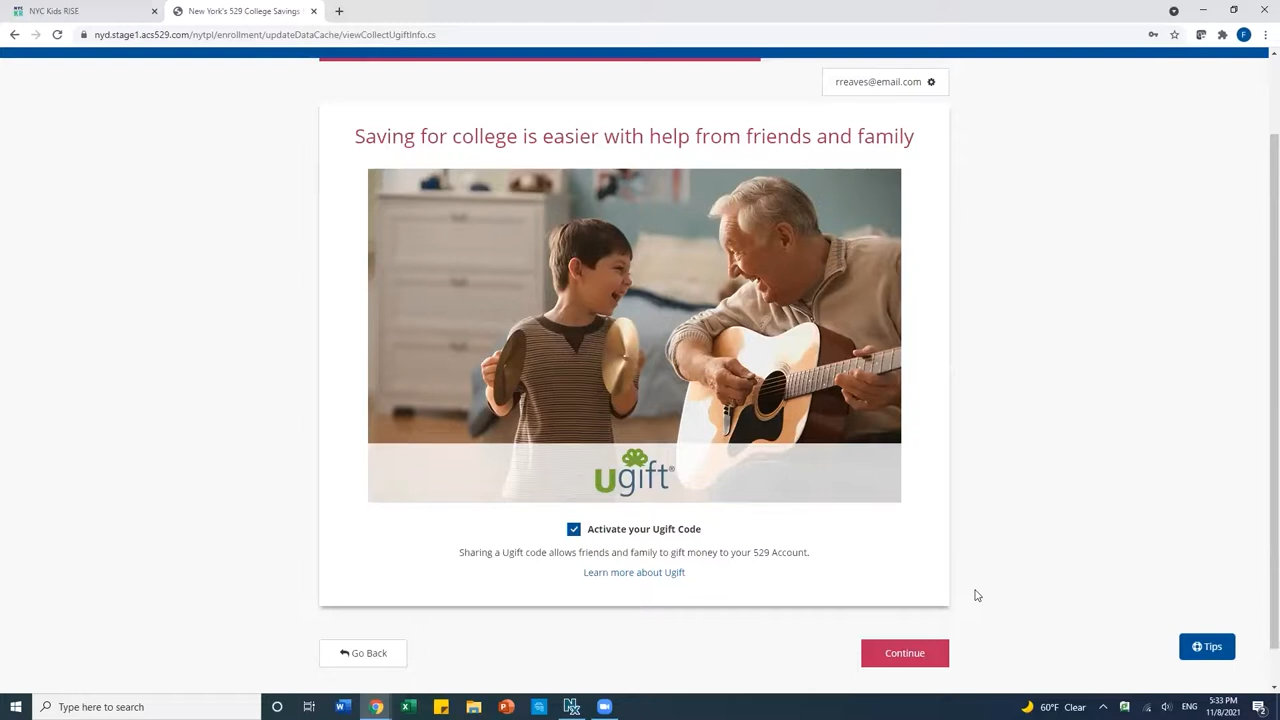 NYC Kids RISE
New York's 529 College Savings
nyd.stage1.acs529.com/nytpl/enrollment/updateDataCache/viewCollectUgiftInfo.cs
F
rreaves@email.com
Saving for college is easier with help from friends and family
ugift®
Activate your Ugift Code
Sharing a Ugift code allows friends and family to gift money to your 529 Account.
Learn more about Ugift
Go Back
Continue
Tips
Type here to search
60°F Clear
ENG
5:33 PM
11/8/2021
2